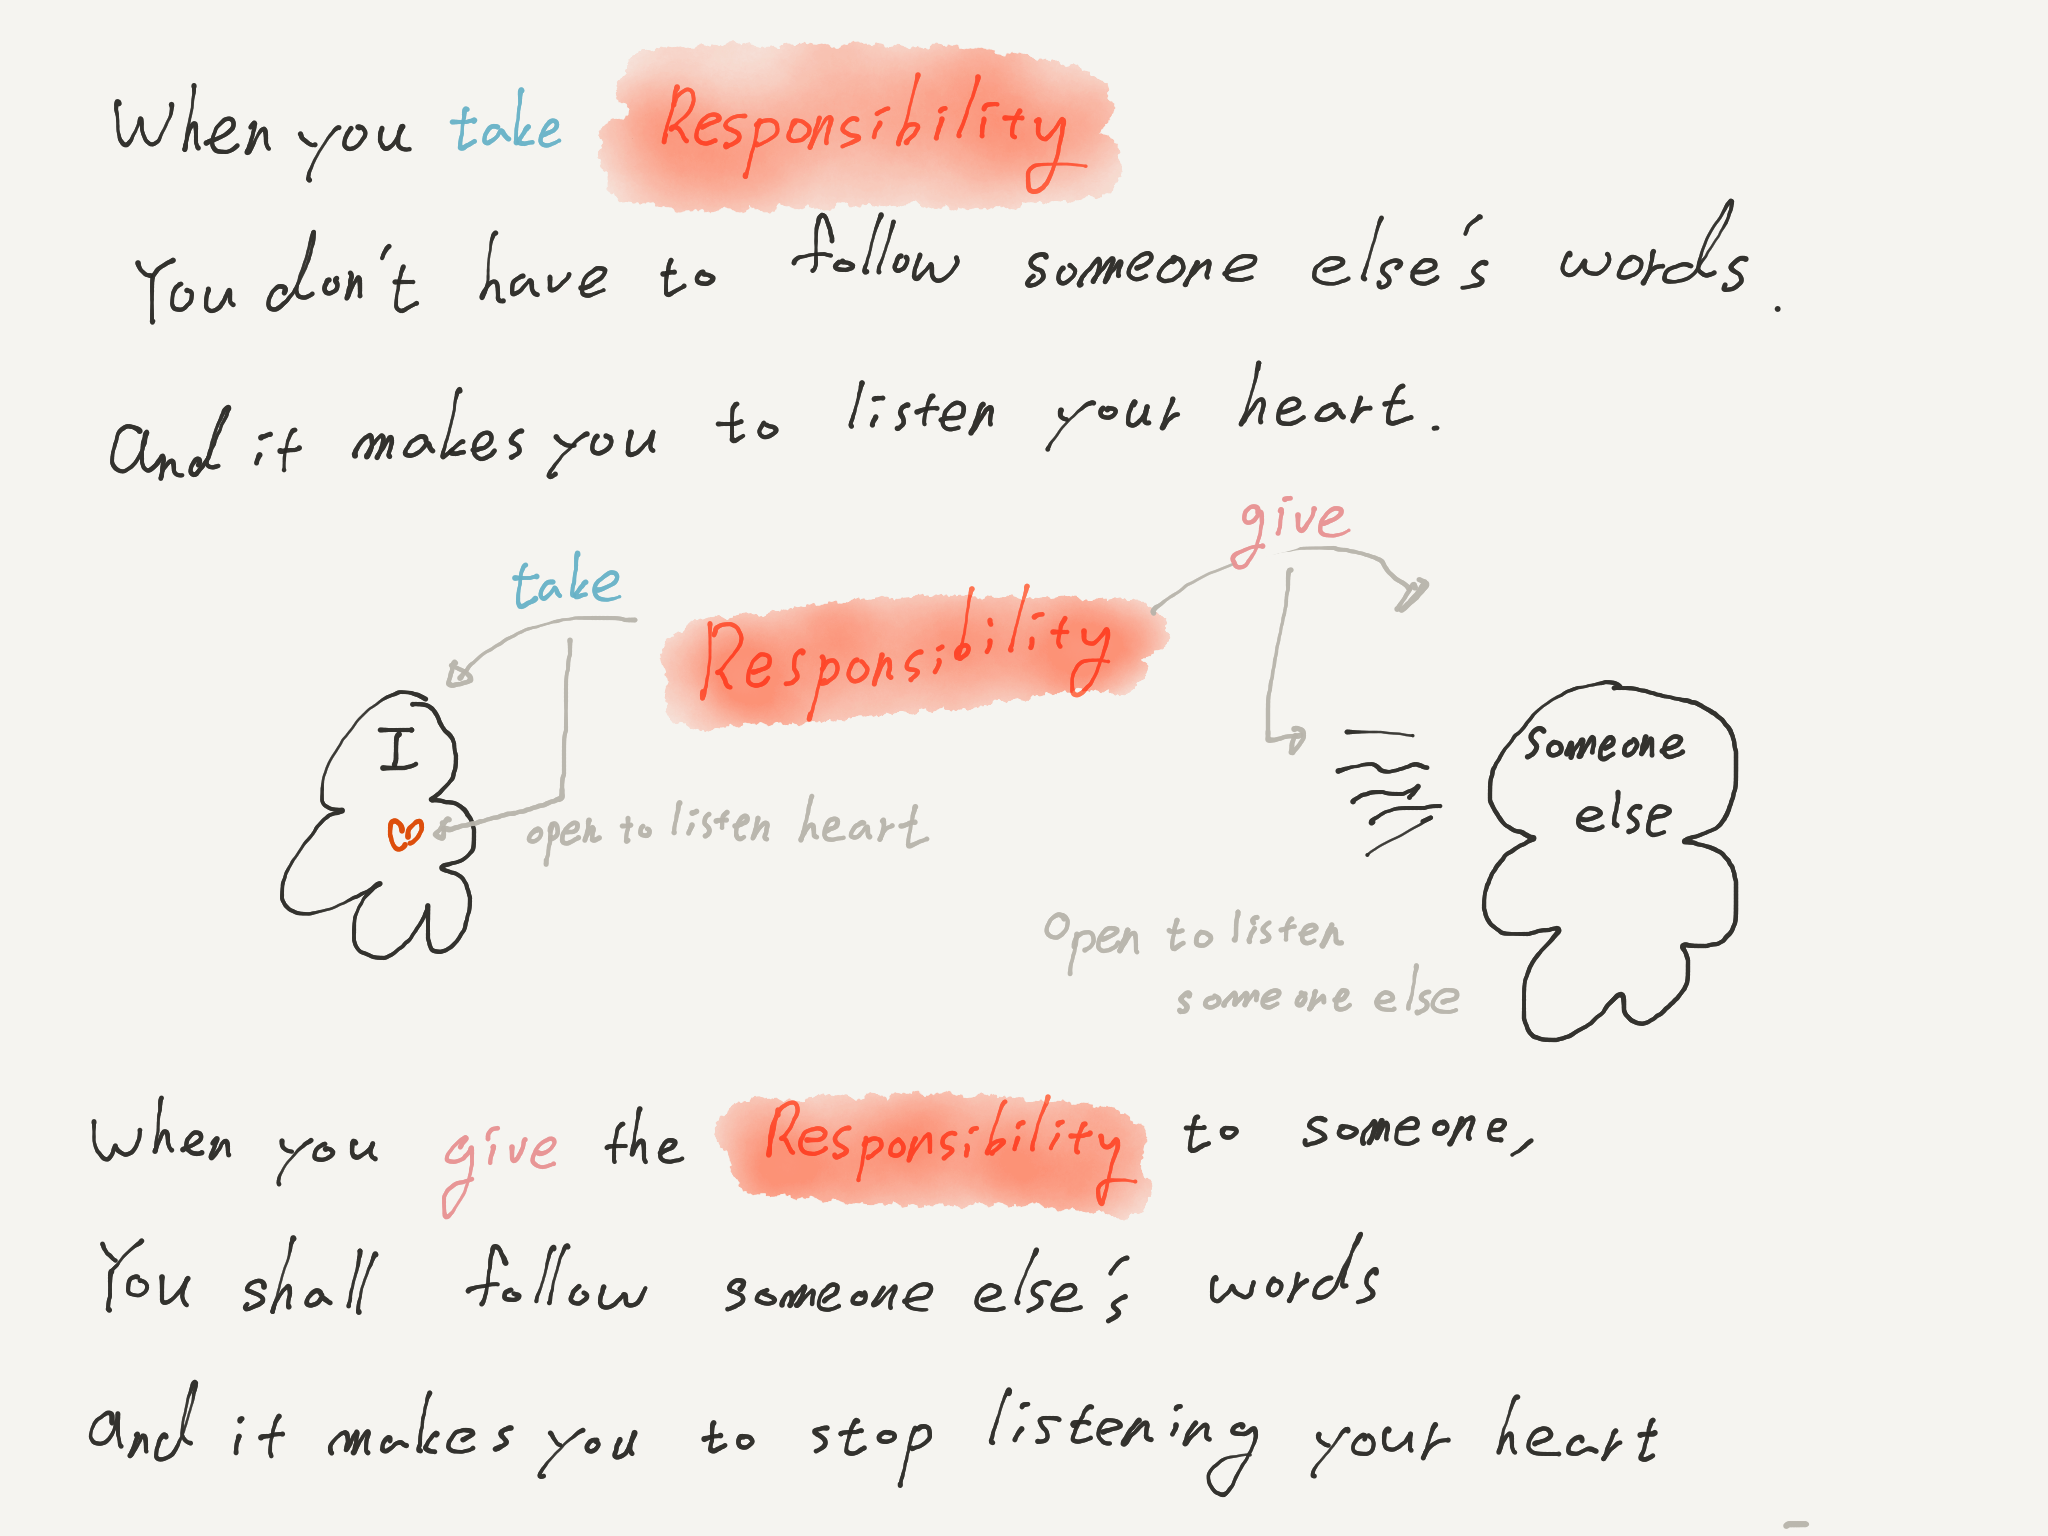 When you take Responsibility
You don't have to follow someone else's words.
And it makes you to listen your heart.
give
take
Responsibility
I
someone
else
open to listen heart
Open to listen
someone else
When you give the Responsibility to someone,
You shall follow someone else's words
And it makes you to stop listening your heart